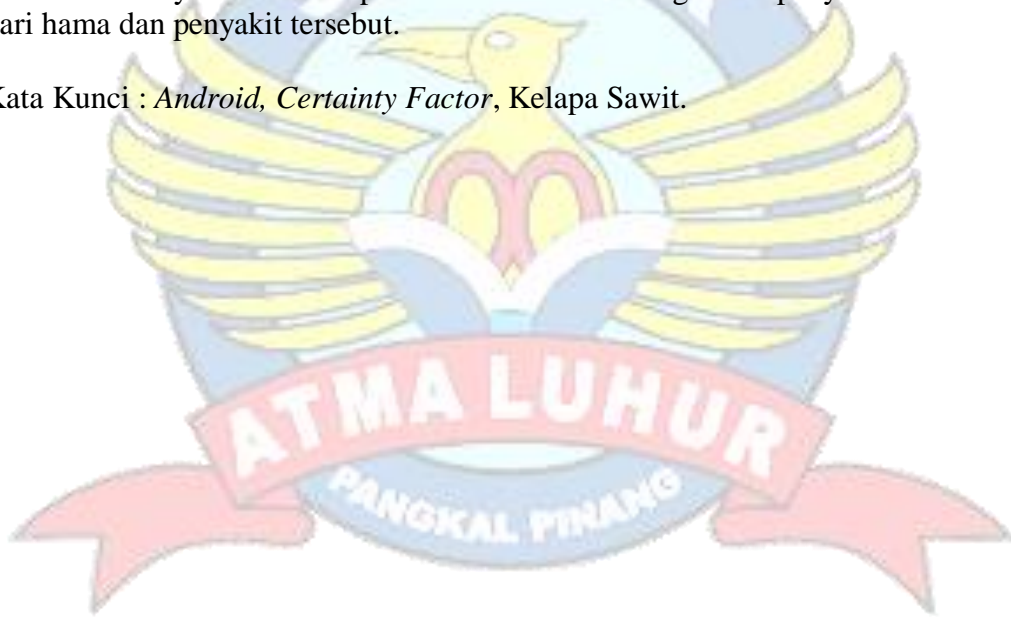 dari hama dan penyakit tersebut.
Kata Kunci : Android, Certainty Factor, Kelapa Sawit.
ATMA LUHUR
PANGKAL PINANG